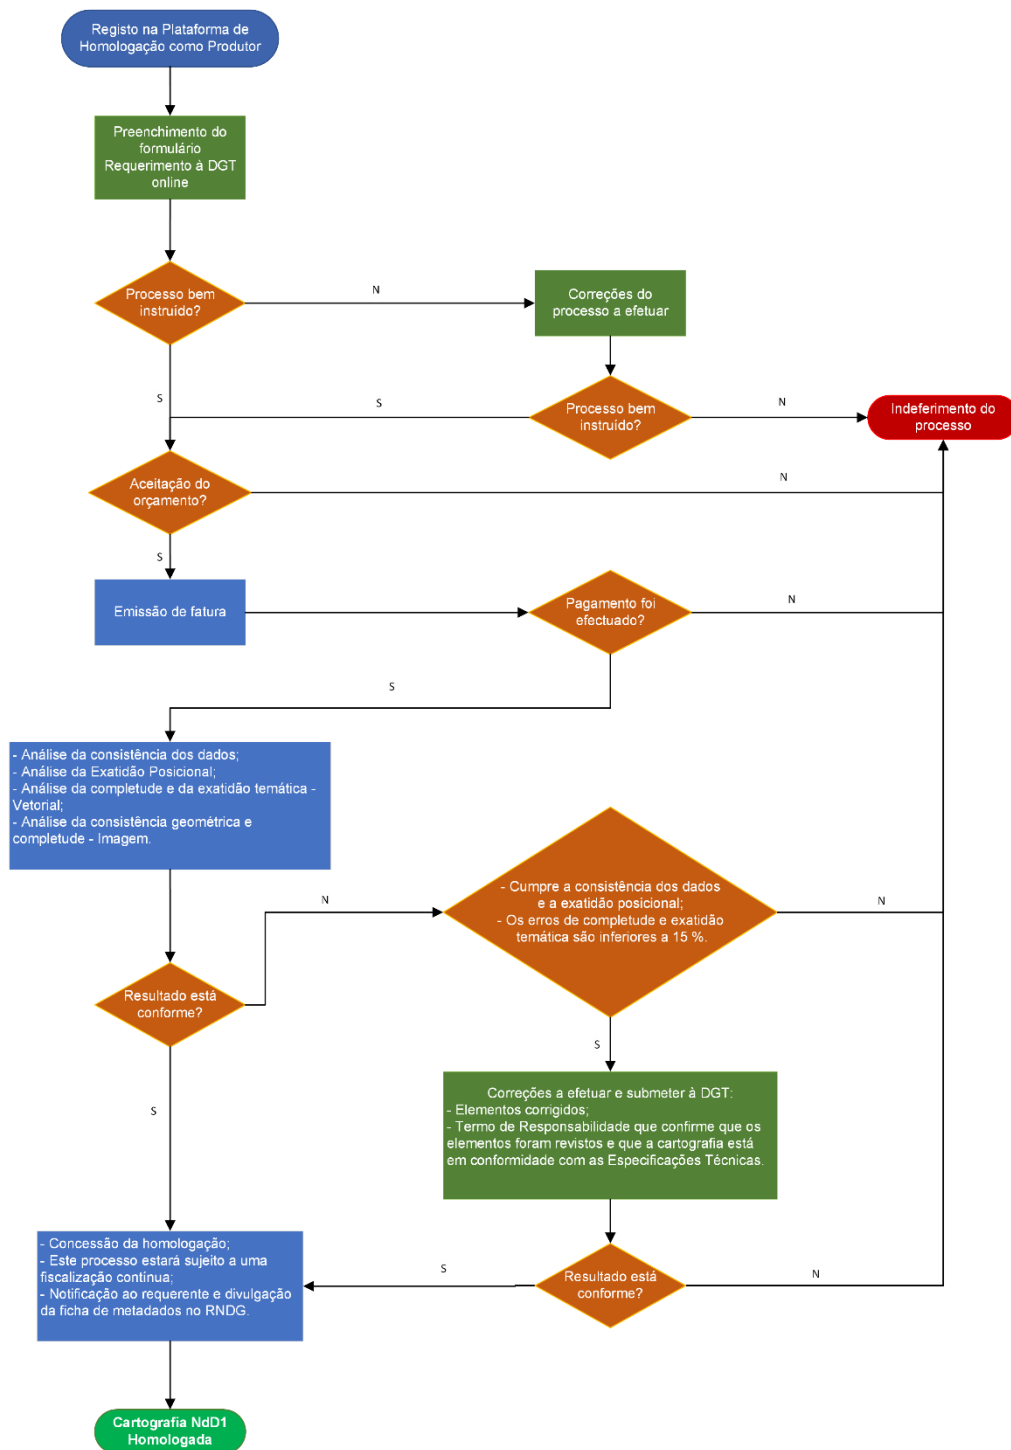 Registo na Plataforma de
Homologação como Produtor
Preenchimento do
formulário
Requerimento à DGT
online
Processo bem
instruído?
N
Correções do
processo a efetuar
S
S
Processo bem
instruído?
N
Indeferimento do
processo
Aceitação do
orçamento?
N
S
Emissão de fatura
Pagamento foi
efectuado?
N
S
- Análise da consistência dos dados;
- Análise da Exatidão Posicional;
- Análise da completude e da exatidão temática -
Vetorial;
- Análise da consistência geométrica e
completude - Imagem.
N
- Cumpre a consistência dos dados
e a exatidão posicional;
- Os erros de completude e exatidão
temática são inferiores a 15 %.
N
Resultado está
conforme?
S
S
Correções a efetuar e submeter à DGT:
- Elementos corrigidos;
- Termo de Responsabilidade que confirme que os
elementos foram revistos e que a cartografia está
em conformidade com as Especificações Técnicas.
- Concessão da homologação;
- Este processo estará sujeito a uma
fiscalização contínua;
- Notificação ao requerente e divulgação
da ficha de metadados no RNDG.
S
Resultado está
conforme?
N
Cartografia NdD1
Homologada